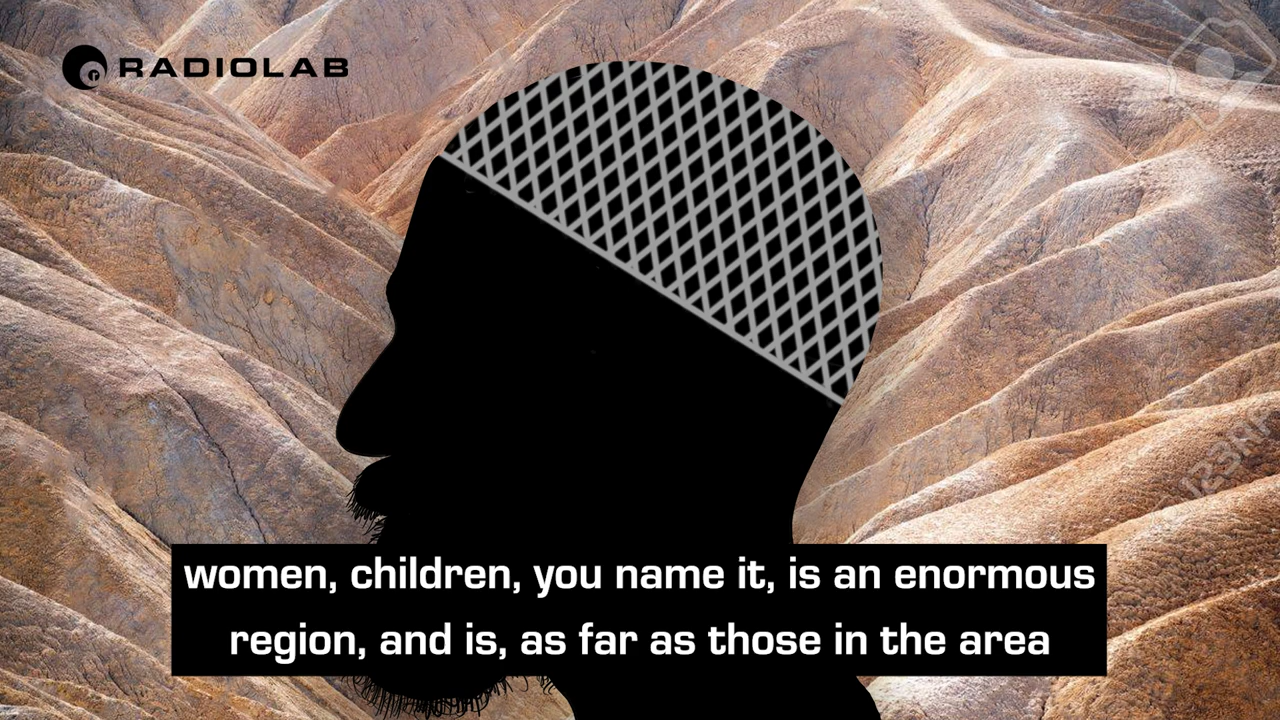 RADIOLAB
women, children, you name it, is an enormous
region, and is, as far as those in the area
123RF